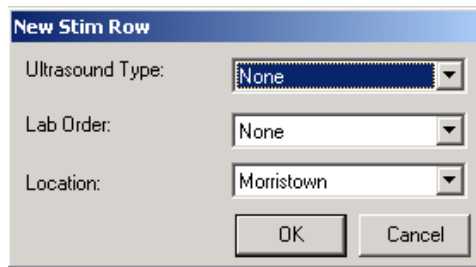 New Stim Row
Ultrasound Type: None
Lab Order: None
Location: Morristown
OK Cancel